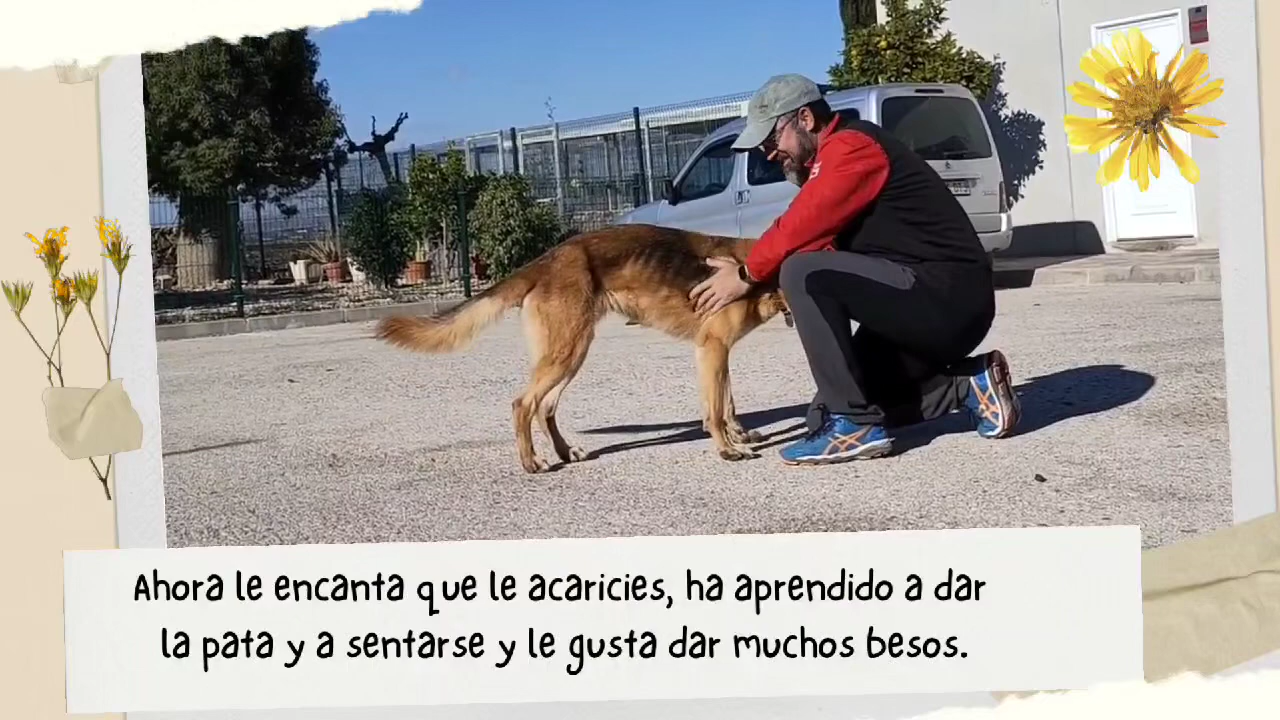 Ahora le encanta que le acaricies, ha aprendido a dar
la pata y a sentarse y le gusta dar muchos besos.